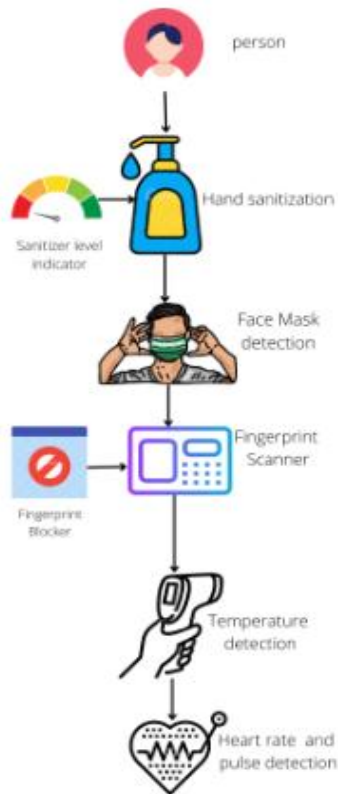 person
Hand sanitization
Sanitizer level
indicator
Face Mask
detection
Fingerprint
Scanner
Fingerprint
Blocker
Temperature
detection
Heart rate and
pulse detection